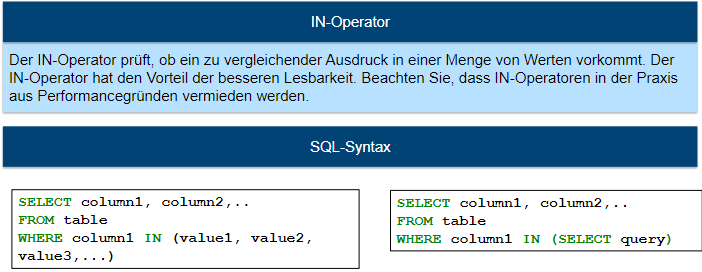 IN-Operator
Der IN-Operator prüft, ob ein zu vergleichender Ausdruck in einer Menge von Werten vorkommt. Der
IN-Operator hat den Vorteil der besseren Lesbarkeit. Beachten Sie, dass IN-Operatoren in der Praxis
aus Performancegründen vermieden werden.
SQL-Syntax
SELECT column1, column2,..
FROM table
WHERE column1 IN (value1, value2,
value3,...)
SELECT column1, column2,..
FROM table
WHERE column1 IN (SELECT query)